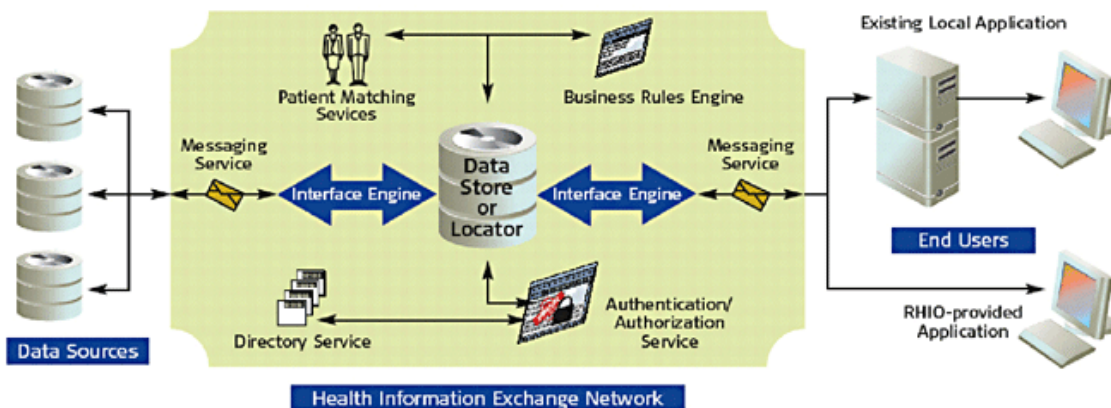 Existing Local Application
Patient Matching
Sevices
Business Rules Engine
Messaging
Service
Data
Store
or
Locator
Messaging
Service
Interface Engine
Interface Engine
End Users
Directory Service
Authentication/
Authorization
Service
RHIO-provided
Application
Data Sources
Health Information Exchange Network